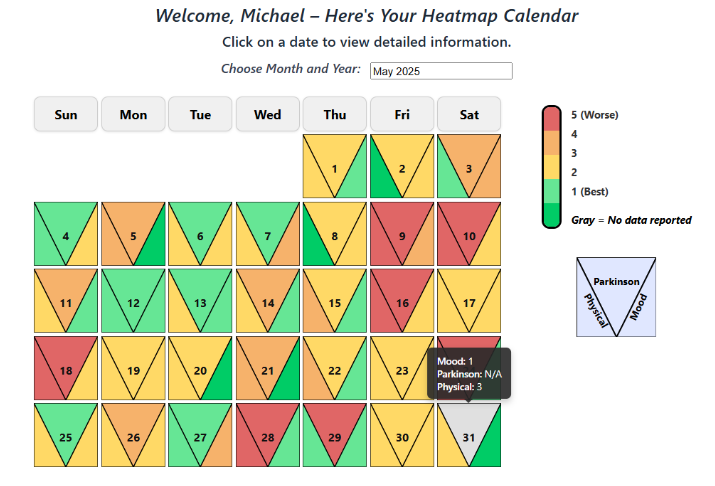 Welcome, Michael – Here's Your Heatmap Calendar
Click on a date to view detailed information.
Choose Month and Year: May 2025
Sun Mon Tue Wed Thu Fri Sat
1 2 3
4 5 6 7 8 9 10
11 12 13 14 15 16 17
18 19 20 21 22 23
25 26 27 28 29 30 31
Mood: 1
Parkinson: N/A
Physical: 3
5 (Worse)
4
3
2
1 (Best)
Gray = No data reported
Parkinson
Physical
Mood